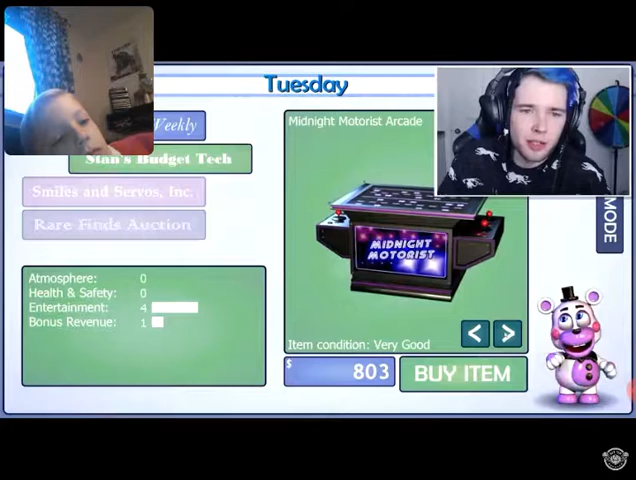 Tuesday
Weekly
Stan's Budget Tech
Smiles and Servos, Inc.
Rare Finds Auction
Midnight Motorist Arcade
MIDNIGHT
MOTORIST
MODE
Atmosphere: 0
Health & Safety: 0
Entertainment: 4
Bonus Revenue: 1
< >
Item condition: Very Good
$ 803
BUY ITEM